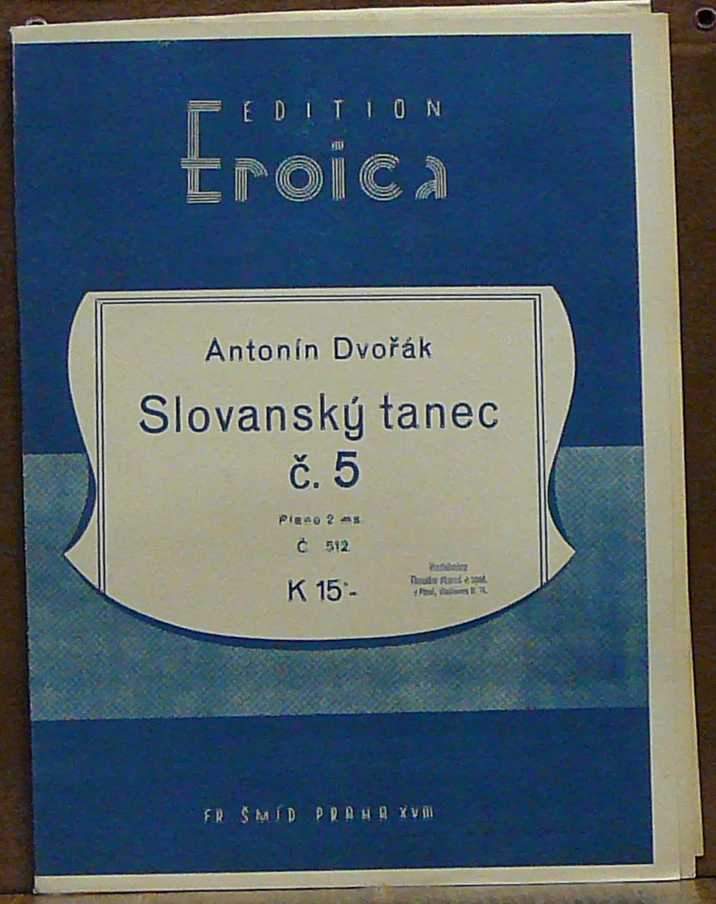 EDITION
Eroica
Antonín Dvořák
Slovanský tanec
č. 5
Piano 2 ms
Č 512
K 15·-
FR ŠMÍD PRAHA XVIII